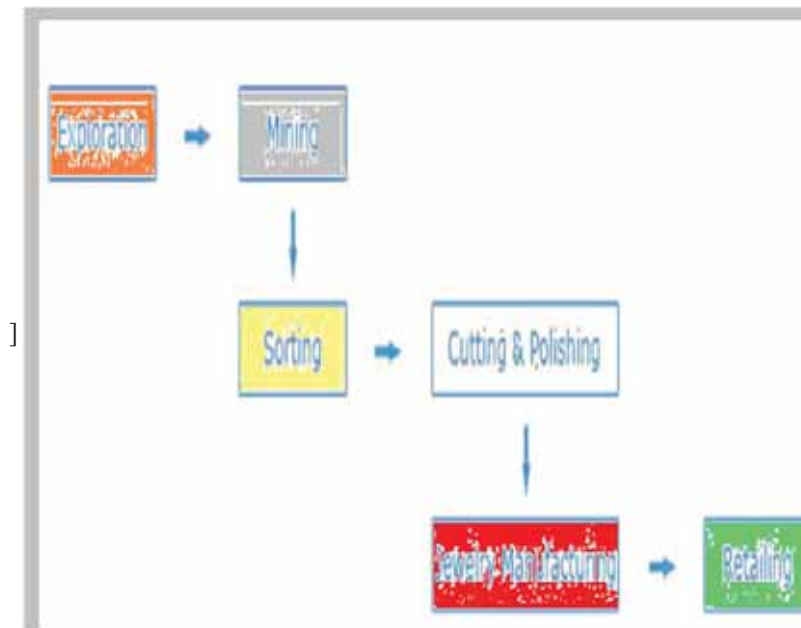 Exploration
Mining
]
Sorting
Cutting & Polishing
Jewelry Manufacturing
Retailing